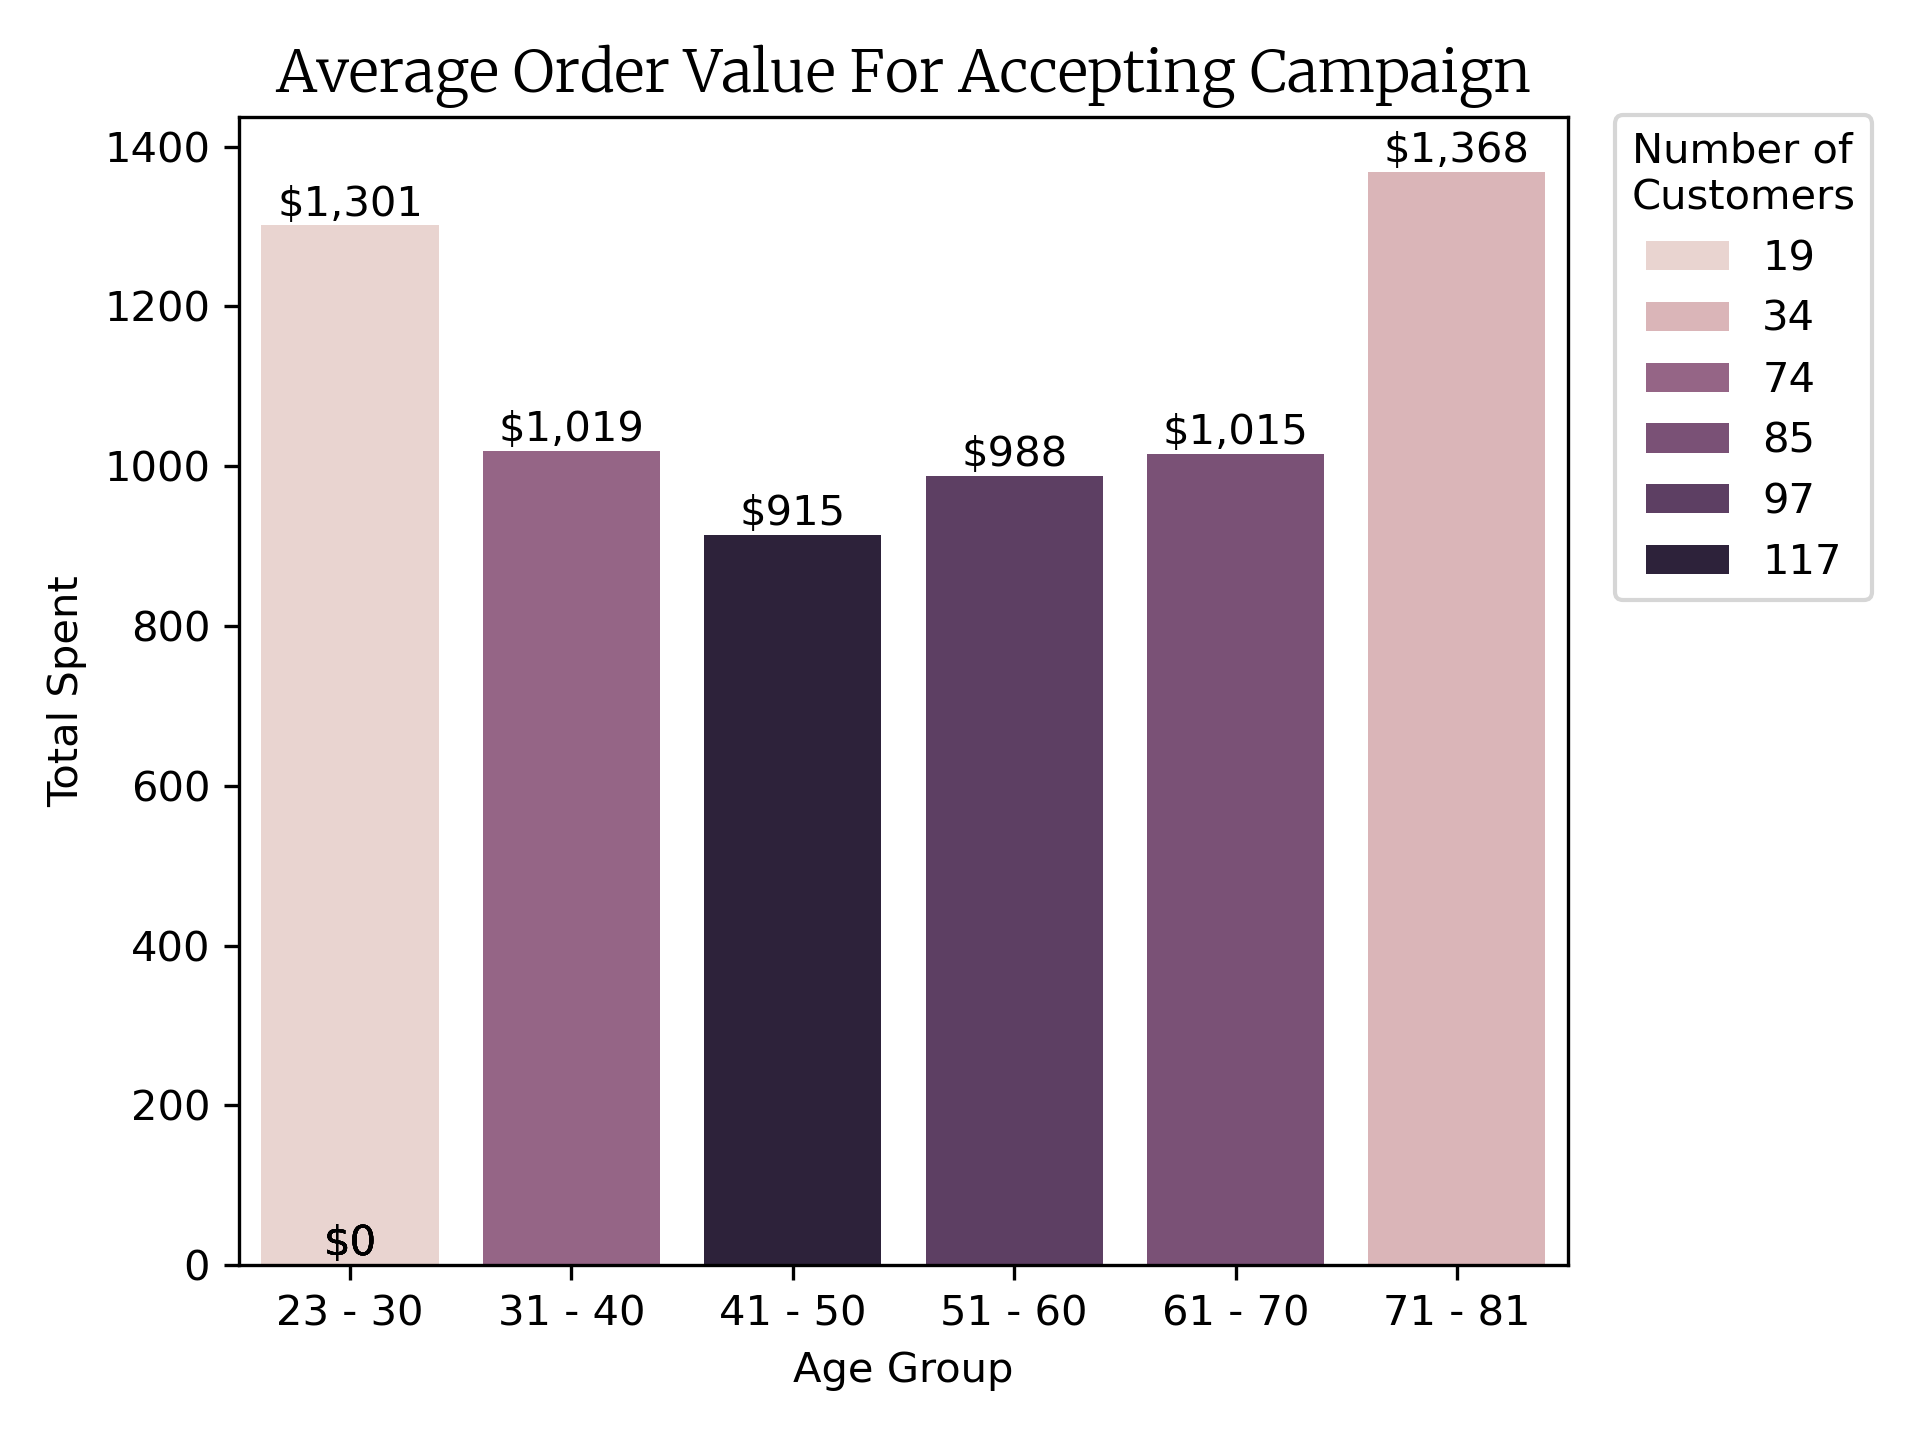 Average Order Value For Accepting Campaign
1400
1200
1000
800
600
400
200
0
Total Spent
$1,301
$1,019
$915
$988
$1,015
$1,368
$0
23 - 30
31 - 40
41 - 50
51 - 60
61 - 70
71 - 81
Age Group
Number of
Customers
19
34
74
85
97
117